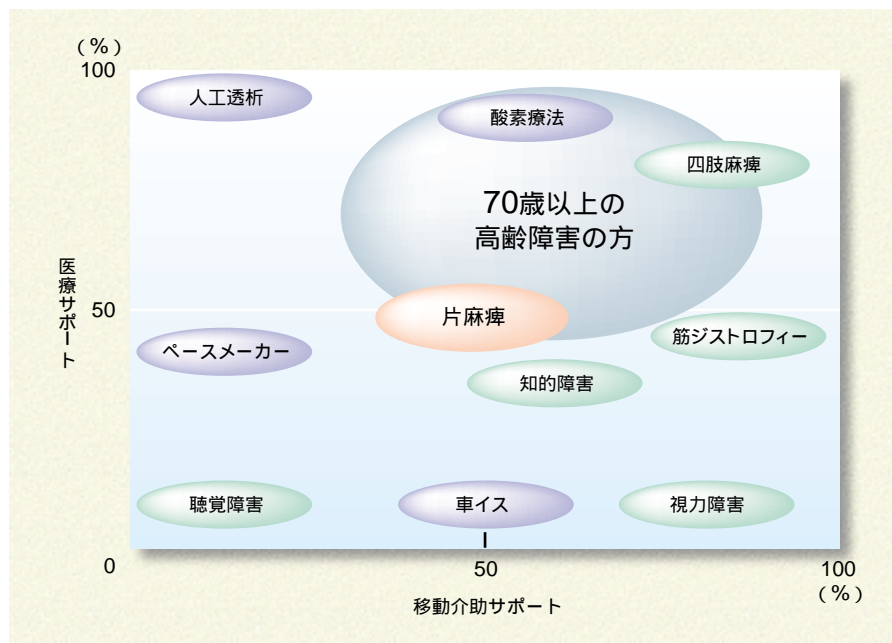 （%）
100
人工透析
酸素療法
四肢麻痺
70歳以上の
高齢障害の方
医療サポート
50
片麻痺
ペースメーカー
筋ジストロフィー
知的障害
聴覚障害
車イス
視力障害
0
50
100
（%）
移動介助サポート